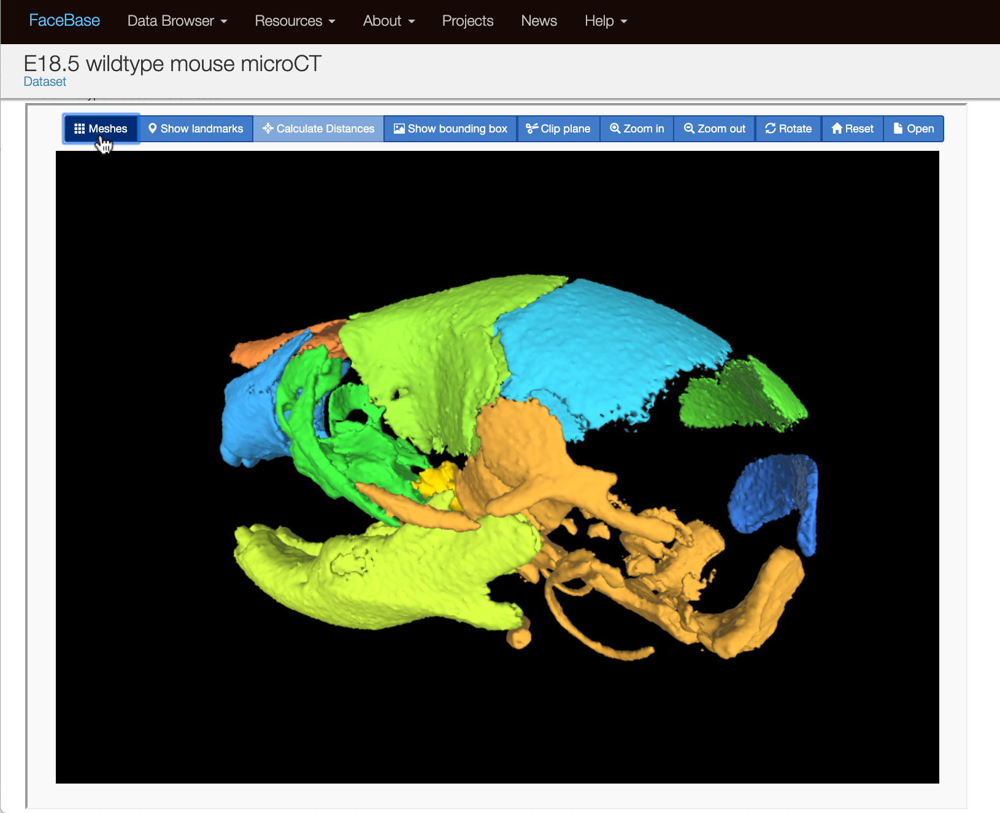 FaceBase Data Browser Resources About Projects News Help
E18.5 wildtype mouse microCT
Dataset
Meshes Show landmarks Calculate Distances Show bounding box Clip plane Zoom in Zoom out Rotate Reset Open